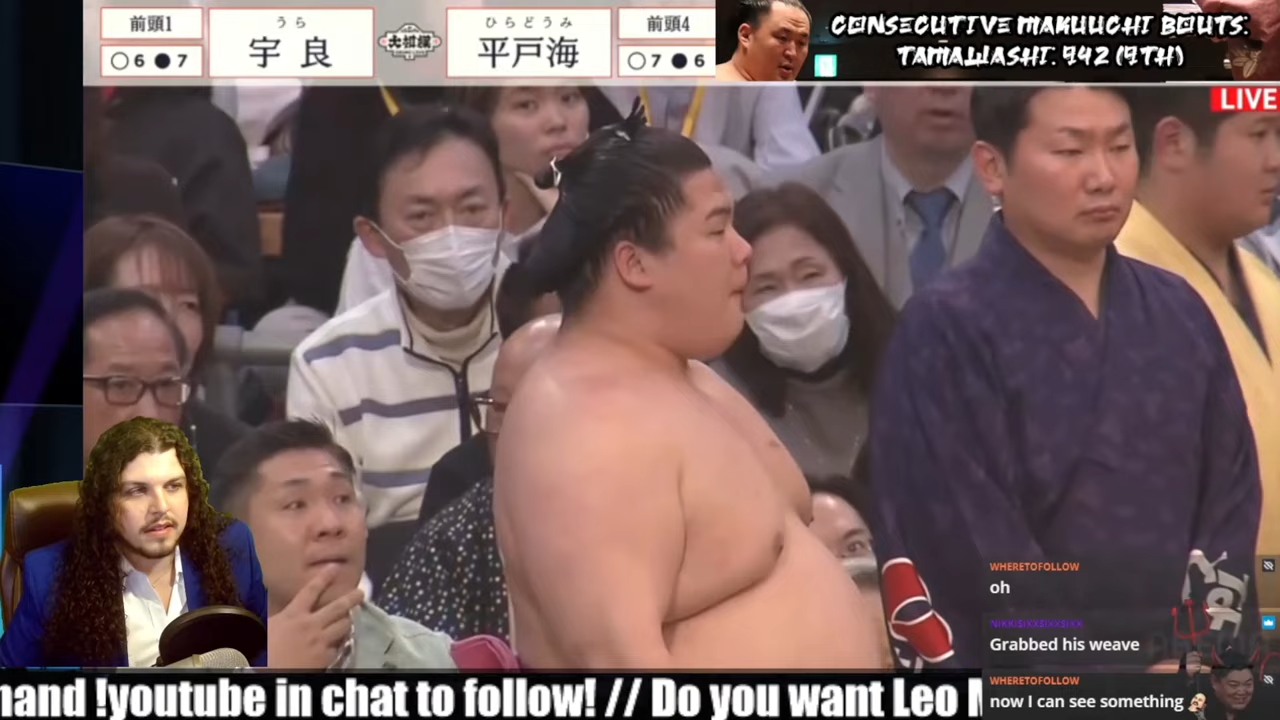 前頭1
うら
宇良
大相撲
ひらどうみ
平戸海
前頭4
○6 ●7
○7 ●6
CONSECUTIVE MAKUUCHI BOUTS:
TAMAWASHI. 942 (9TH)
LIVE
WHERETOFOLLOW
oh
Grabbed his weave
WHERETOFOLLOW
now I can see something
mand !youtube in chat to follow! // Do you want Leo